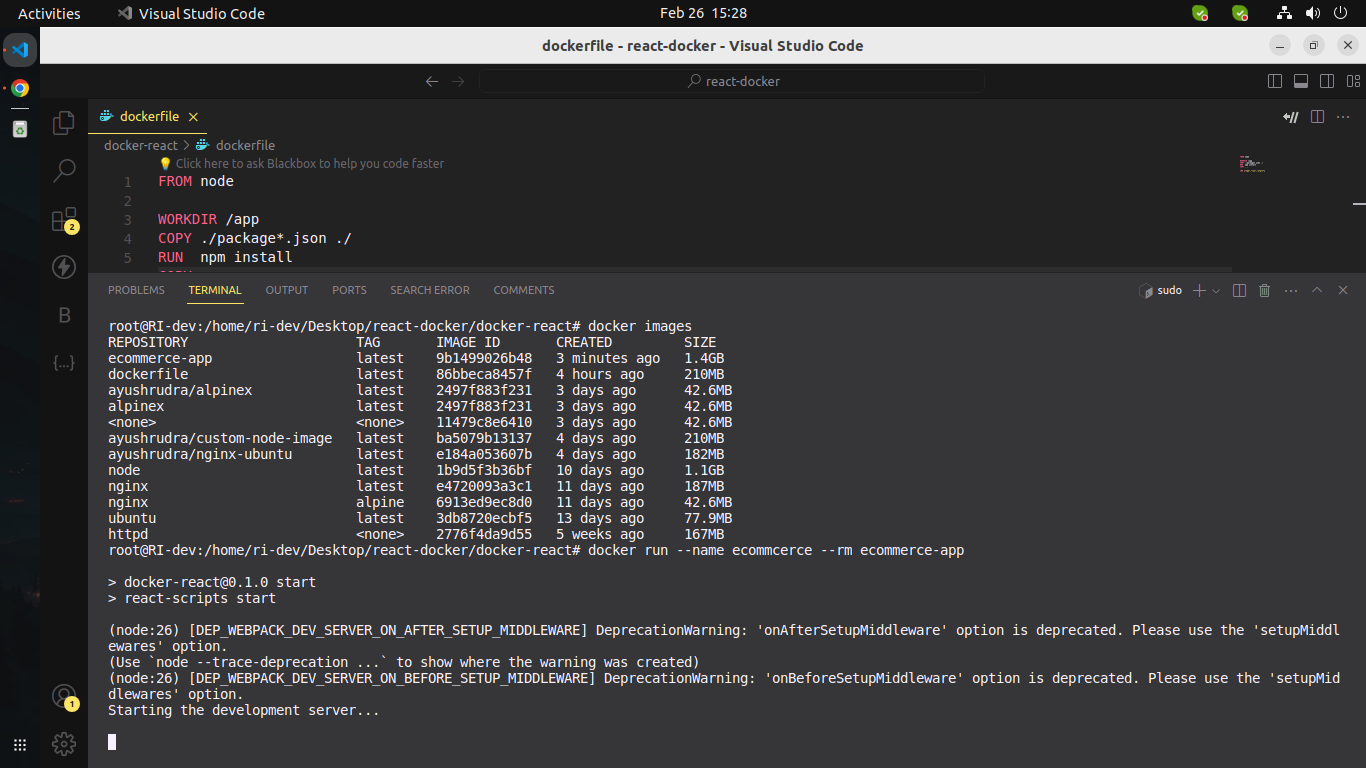 Activities Visual Studio Code Feb 26 15:28
dockerfile - react-docker - Visual Studio Code
react-docker
dockerfile
docker-react > dockerfile
Click here to ask Blackbox to help you code faster
1 FROM node
2
3 WORKDIR /app
4 COPY ./package*.json ./
5 RUN npm install
2
B
{...}
1
PROBLEMS TERMINAL OUTPUT PORTS SEARCH ERROR COMMENTS sudo
root@RI-dev:/home/ri-dev/Desktop/react-docker/docker-react# docker images
REPOSITORY TAG IMAGE ID CREATED SIZE
ecommerce-app latest 9b1499026b48 3 minutes ago 1.4GB
dockerfile latest 86bbeca8457f 4 hours ago 210MB
ayushrudra/alpinex latest 2497f883f231 3 days ago 42.6MB
alpinex latest 2497f883f231 3 days ago 42.6MB
<none> <none> 11479c8e6410 3 days ago 42.6MB
ayushrudra/custom-node-image latest ba5079b13137 4 days ago 210MB
ayushrudra/nginx-ubuntu latest e184a053607b 4 days ago 182MB
node latest 1b9d5f3b36bf 10 days ago 1.1GB
nginx latest e4720093a3c1 11 days ago 187MB
nginx alpine 6913ed9ec8d0 11 days ago 42.6MB
ubuntu latest 3db8720ecbf5 13 days ago 77.9MB
httpd <none> 2776f4da9d55 5 weeks ago 167MB
root@RI-dev:/home/ri-dev/Desktop/react-docker/docker-react# docker run --name ecommcerce --rm ecommerce-app
> docker-react@0.1.0 start
> react-scripts start
(node:26) [DEP_WEBPACK_DEV_SERVER_ON_AFTER_SETUP_MIDDLEWARE] DeprecationWarning: 'onAfterSetupMiddleware' option is deprecated. Please use the 'setupMiddl
ewares' option.
(Use `node --trace-deprecation ...` to show where the warning was created)
(node:26) [DEP_WEBPACK_DEV_SERVER_ON_BEFORE_SETUP_MIDDLEWARE] DeprecationWarning: 'onBeforeSetupMiddleware' option is deprecated. Please use the 'setupMid
dlewares' option.
Starting the development server...